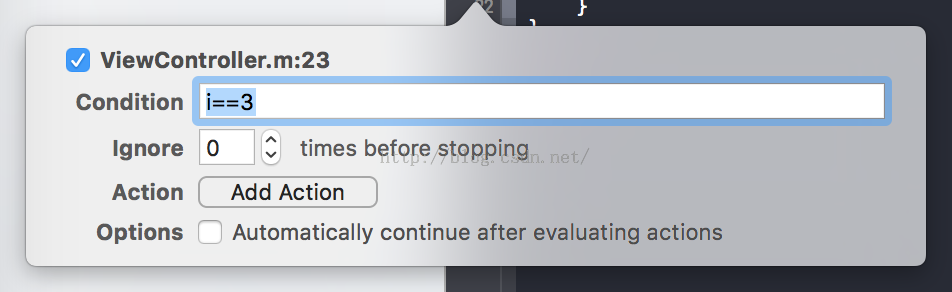 22
}
}
ViewController.m:23
Condition i==3
Ignore 0 times before stopping
http://blog.csdn.net/
Action Add Action
Options Automatically continue after evaluating actions